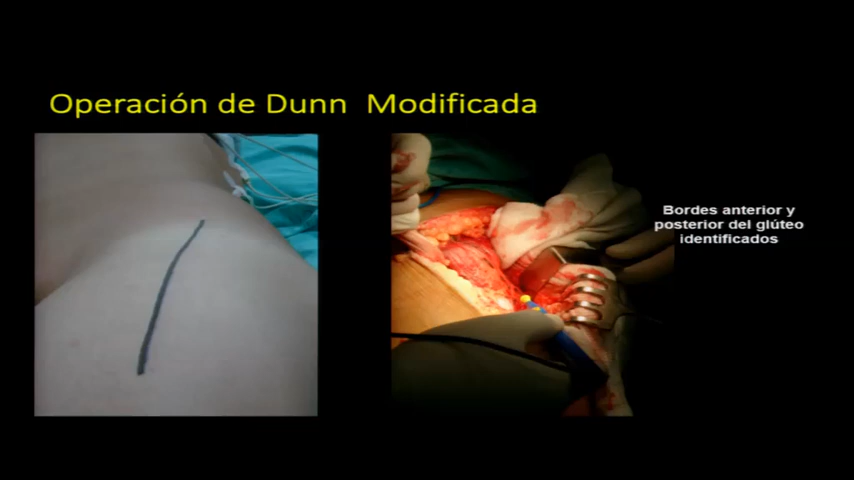 Operación de Dunn Modificada
Bordes anterior y
posterior del glúteo
identificados